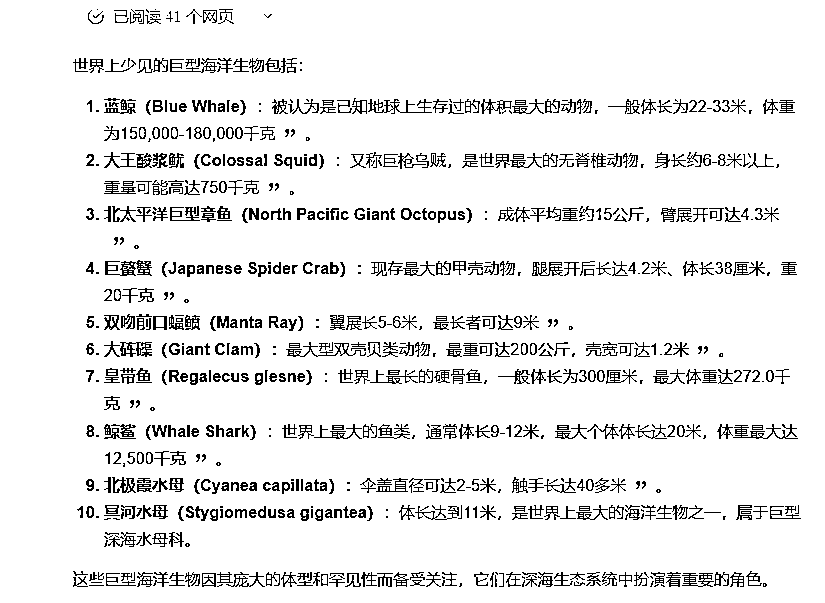 已阅读 41 个网页
世界上少见的巨型海洋生物包括：
1. 蓝鲸（Blue Whale）：被认为是已知地球上生存过的体积最大的动物，一般体长为22-33米，体重
为150,000-180,000千克 ” 。
2. 大王酸浆鱿（Colossal Squid）：又称巨枪乌贼，是世界最大的无脊椎动物，身长约6-8米以上，
重量可能高达750千克 ” 。
3. 北太平洋巨型章鱼（North Pacific Giant Octopus）：成体平均重约15公斤，臂展开可达4.3米
” 。
4. 巨螯蟹（Japanese Spider Crab）：现存最大的甲壳动物，腿展开后长达4.2米、体长38厘米，重
20千克 ” 。
5. 双吻前口蝠鲼（Manta Ray）：翼展长5-6米，最长者可达9米 ” 。
6. 大砗磲（Giant Clam）：最大型双壳贝类动物，最重可达200公斤，壳宽可达1.2米 ” 。
7. 皇带鱼（Regalecus glesne）：世界上最长的硬骨鱼，一般体长为300厘米，最大体重达272.0千
克 ” 。
8. 鲸鲨（Whale Shark）：世界上最大的鱼类，通常体长9-12米，最大个体体长达20米，体重最大达
12,500千克 ” 。
9. 北极霞水母（Cyanea capillata）：伞盖直径可达2-5米，触手长达40多米 ” 。
10. 冥河水母（Stygiomedusa gigantea）：体长达到11米，是世界上最大的海洋生物之一，属于巨型
深海水母科。
这些巨型海洋生物因其庞大的体型和罕见性而备受关注，它们在深海生态系统中扮演着重要的角色。